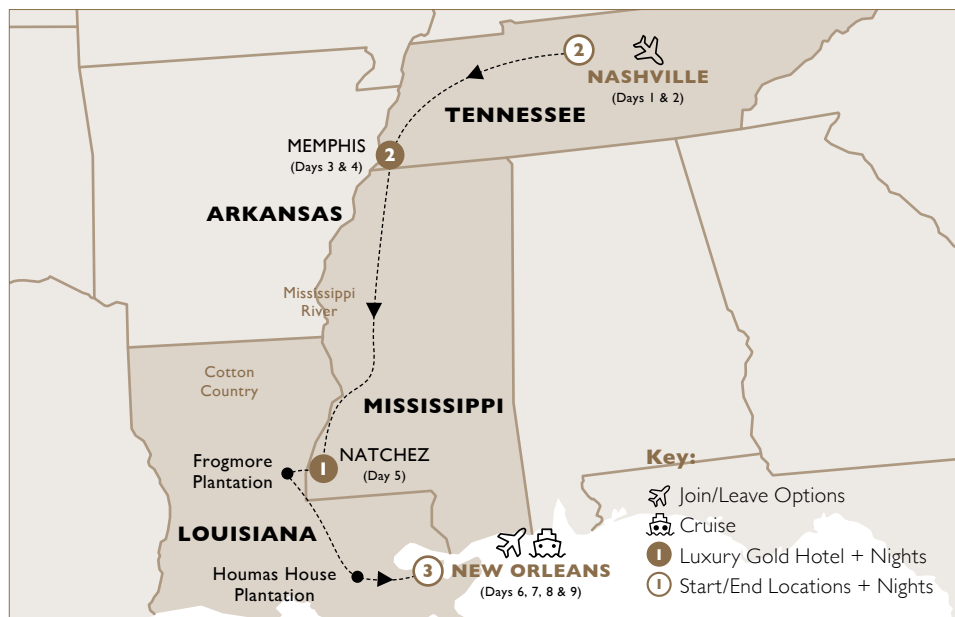 2
NASHVILLE
(Days 1 & 2)
TENNESSEE
MEMPHIS
(Days 3 & 4)
2
ARKANSAS
Mississippi
River
Cotton
Country
MISSISSIPPI
NATCHEZ
(Day 5)
1
Frogmore
Plantation
LOUISIANA
Houmas House
Plantation
3
NEW ORLEANS
(Days 6, 7, 8 & 9)
Key:
Join/Leave Options
Cruise
1 Luxury Gold Hotel + Nights
1 Start/End Locations + Nights